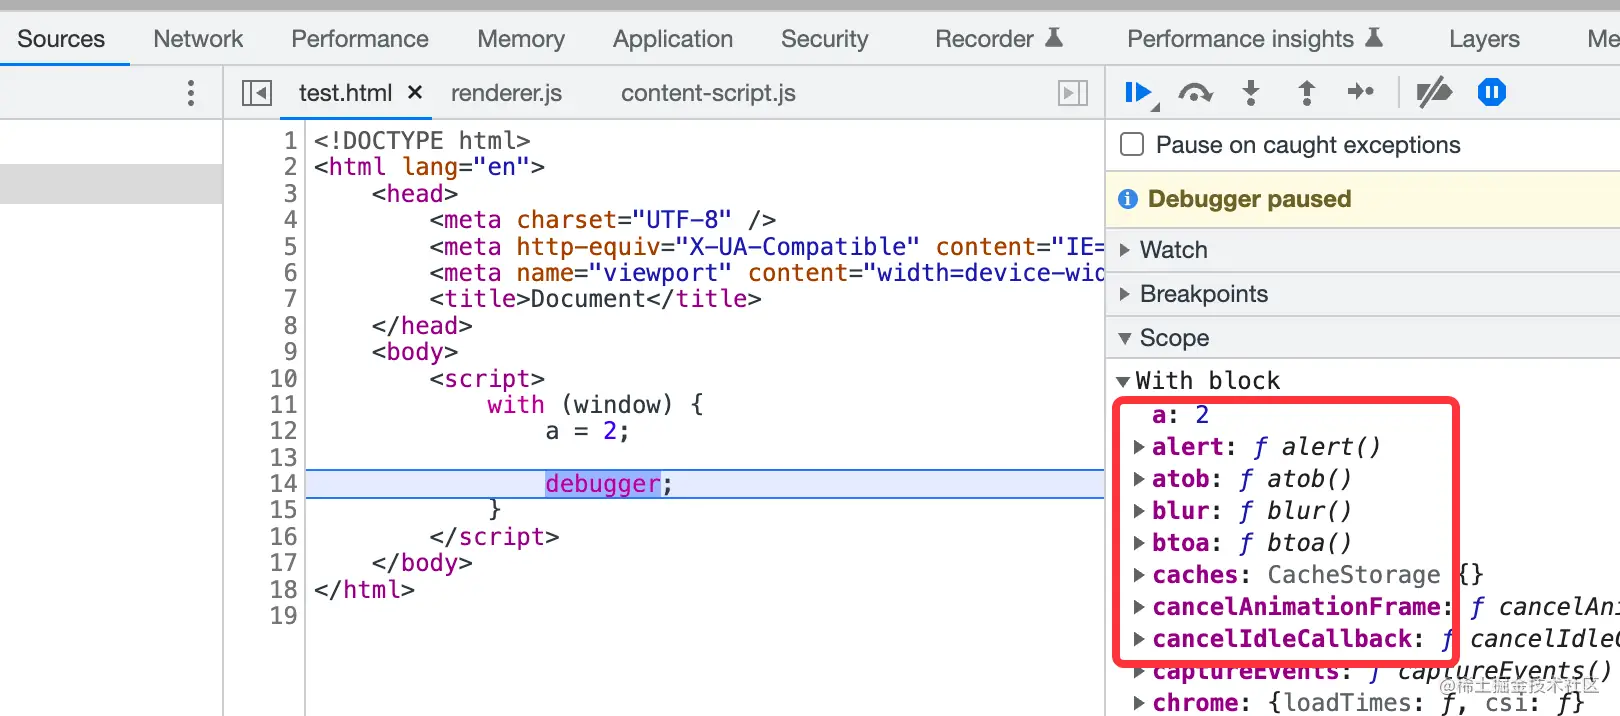 Sources Network Performance Memory Application Security Recorder Performance insights Layers Me
test.html × renderer.js content-script.js
1 <!DOCTYPE html>
2 <html lang="en">
3 <head>
4 <meta charset="UTF-8" />
5 <meta http-equiv="X-UA-Compatible" content="IE=
6 <meta name="viewport" content="width=device-wid
7 <title>Document</title>
8 </head>
9 <body>
10 <script>
11 with (window) {
12 a = 2;
13
14 debugger;
15 }
16 </script>
17 </body>
18 </html>
19
Pause on caught exceptions
Debugger paused
Watch
Breakpoints
Scope
With block
a: 2
alert: ƒ alert()
atob: ƒ atob()
blur: ƒ blur()
btoa: ƒ btoa()
caches: CacheStorage {}
cancelAnimationFrame: ƒ cancelAni
cancelIdleCallback: ƒ cancelIdleC
captureEvents: ƒ captureEvents()
chrome: {loadTimes: ƒ, csi: ƒ}
@稀土掘金技术社区